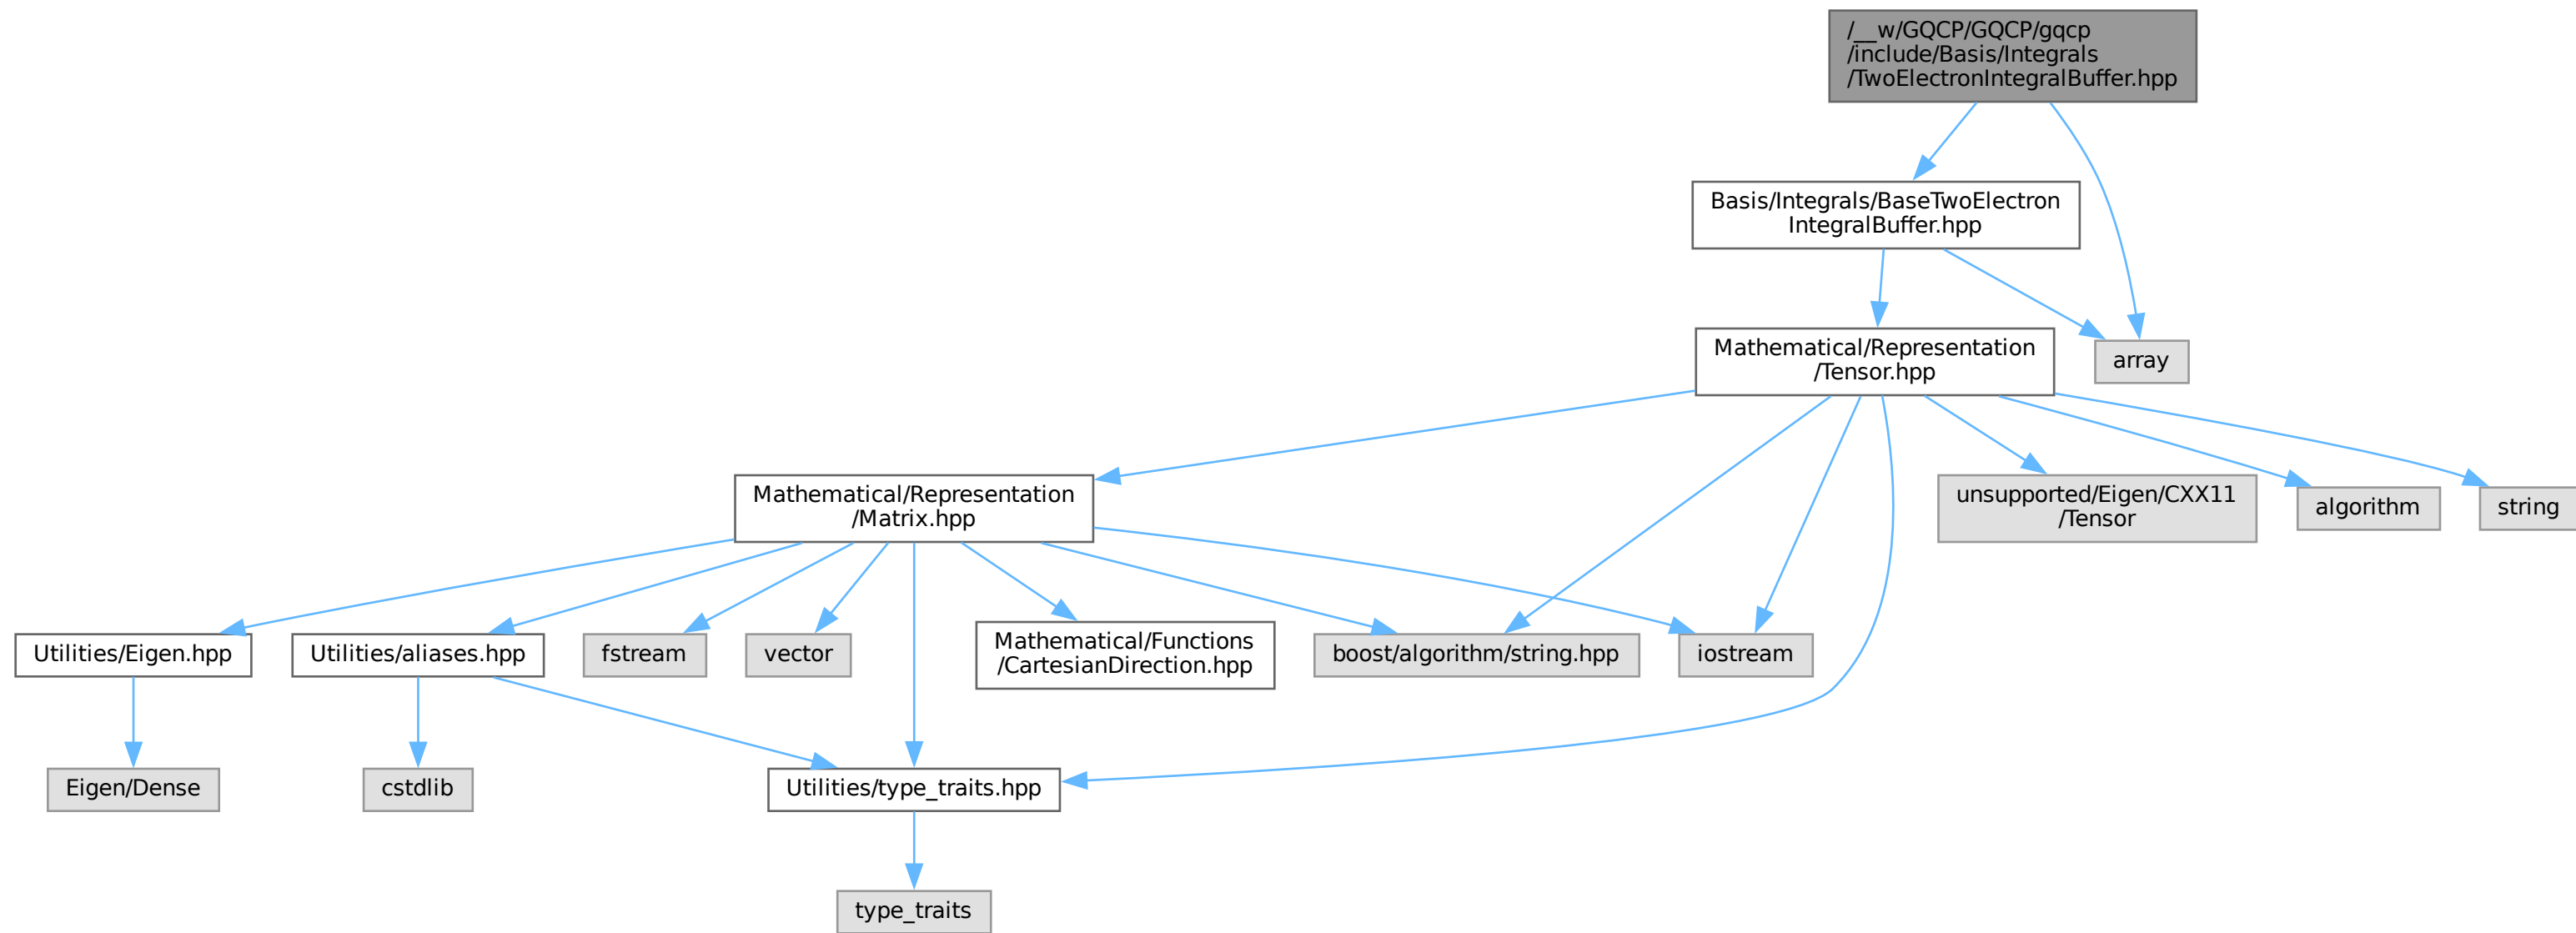 /__w/GQCP/GQCP/gqcp
/include/Basis/Integrals
/TwoElectronIntegralBuffer.hpp
Basis/Integrals/BaseTwoElectron
IntegralBuffer.hpp
Mathematical/Representation
/Tensor.hpp
array
Mathematical/Representation
/Matrix.hpp
unsupported/Eigen/CXX11
/Tensor
algorithm
string
Utilities/Eigen.hpp
Utilities/aliases.hpp
fstream
vector
Mathematical/Functions
/CartesianDirection.hpp
boost/algorithm/string.hpp
iostream
Eigen/Dense
cstdlib
Utilities/type_traits.hpp
type_traits